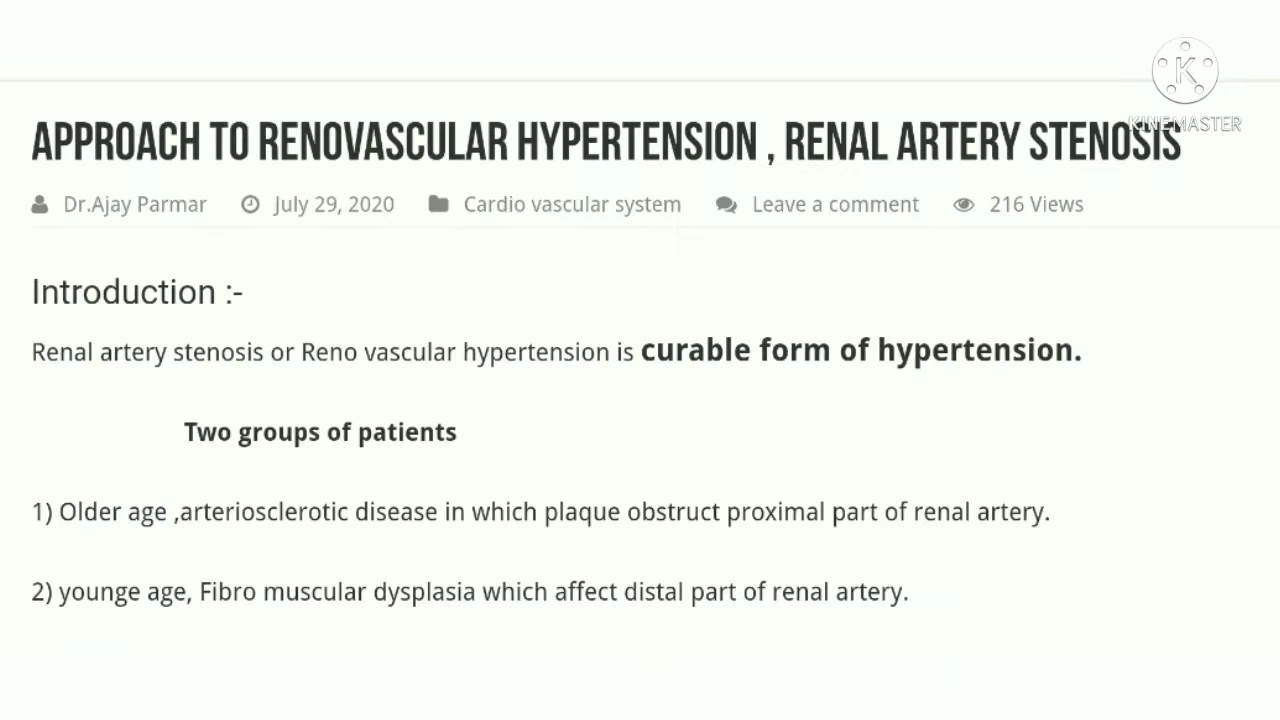 KINEMASTER
APPROACH TO RENOVASCULAR HYPERTENSION , RENAL ARTERY STENOSIS
Dr.Ajay Parmar July 29, 2020 Cardio vascular system Leave a comment 216 Views
Introduction :-
Renal artery stenosis or Reno vascular hypertension is curable form of hypertension.
Two groups of patients
1) Older age ,arteriosclerotic disease in which plaque obstruct proximal part of renal artery.
2) younge age, Fibro muscular dysplasia which affect distal part of renal artery.